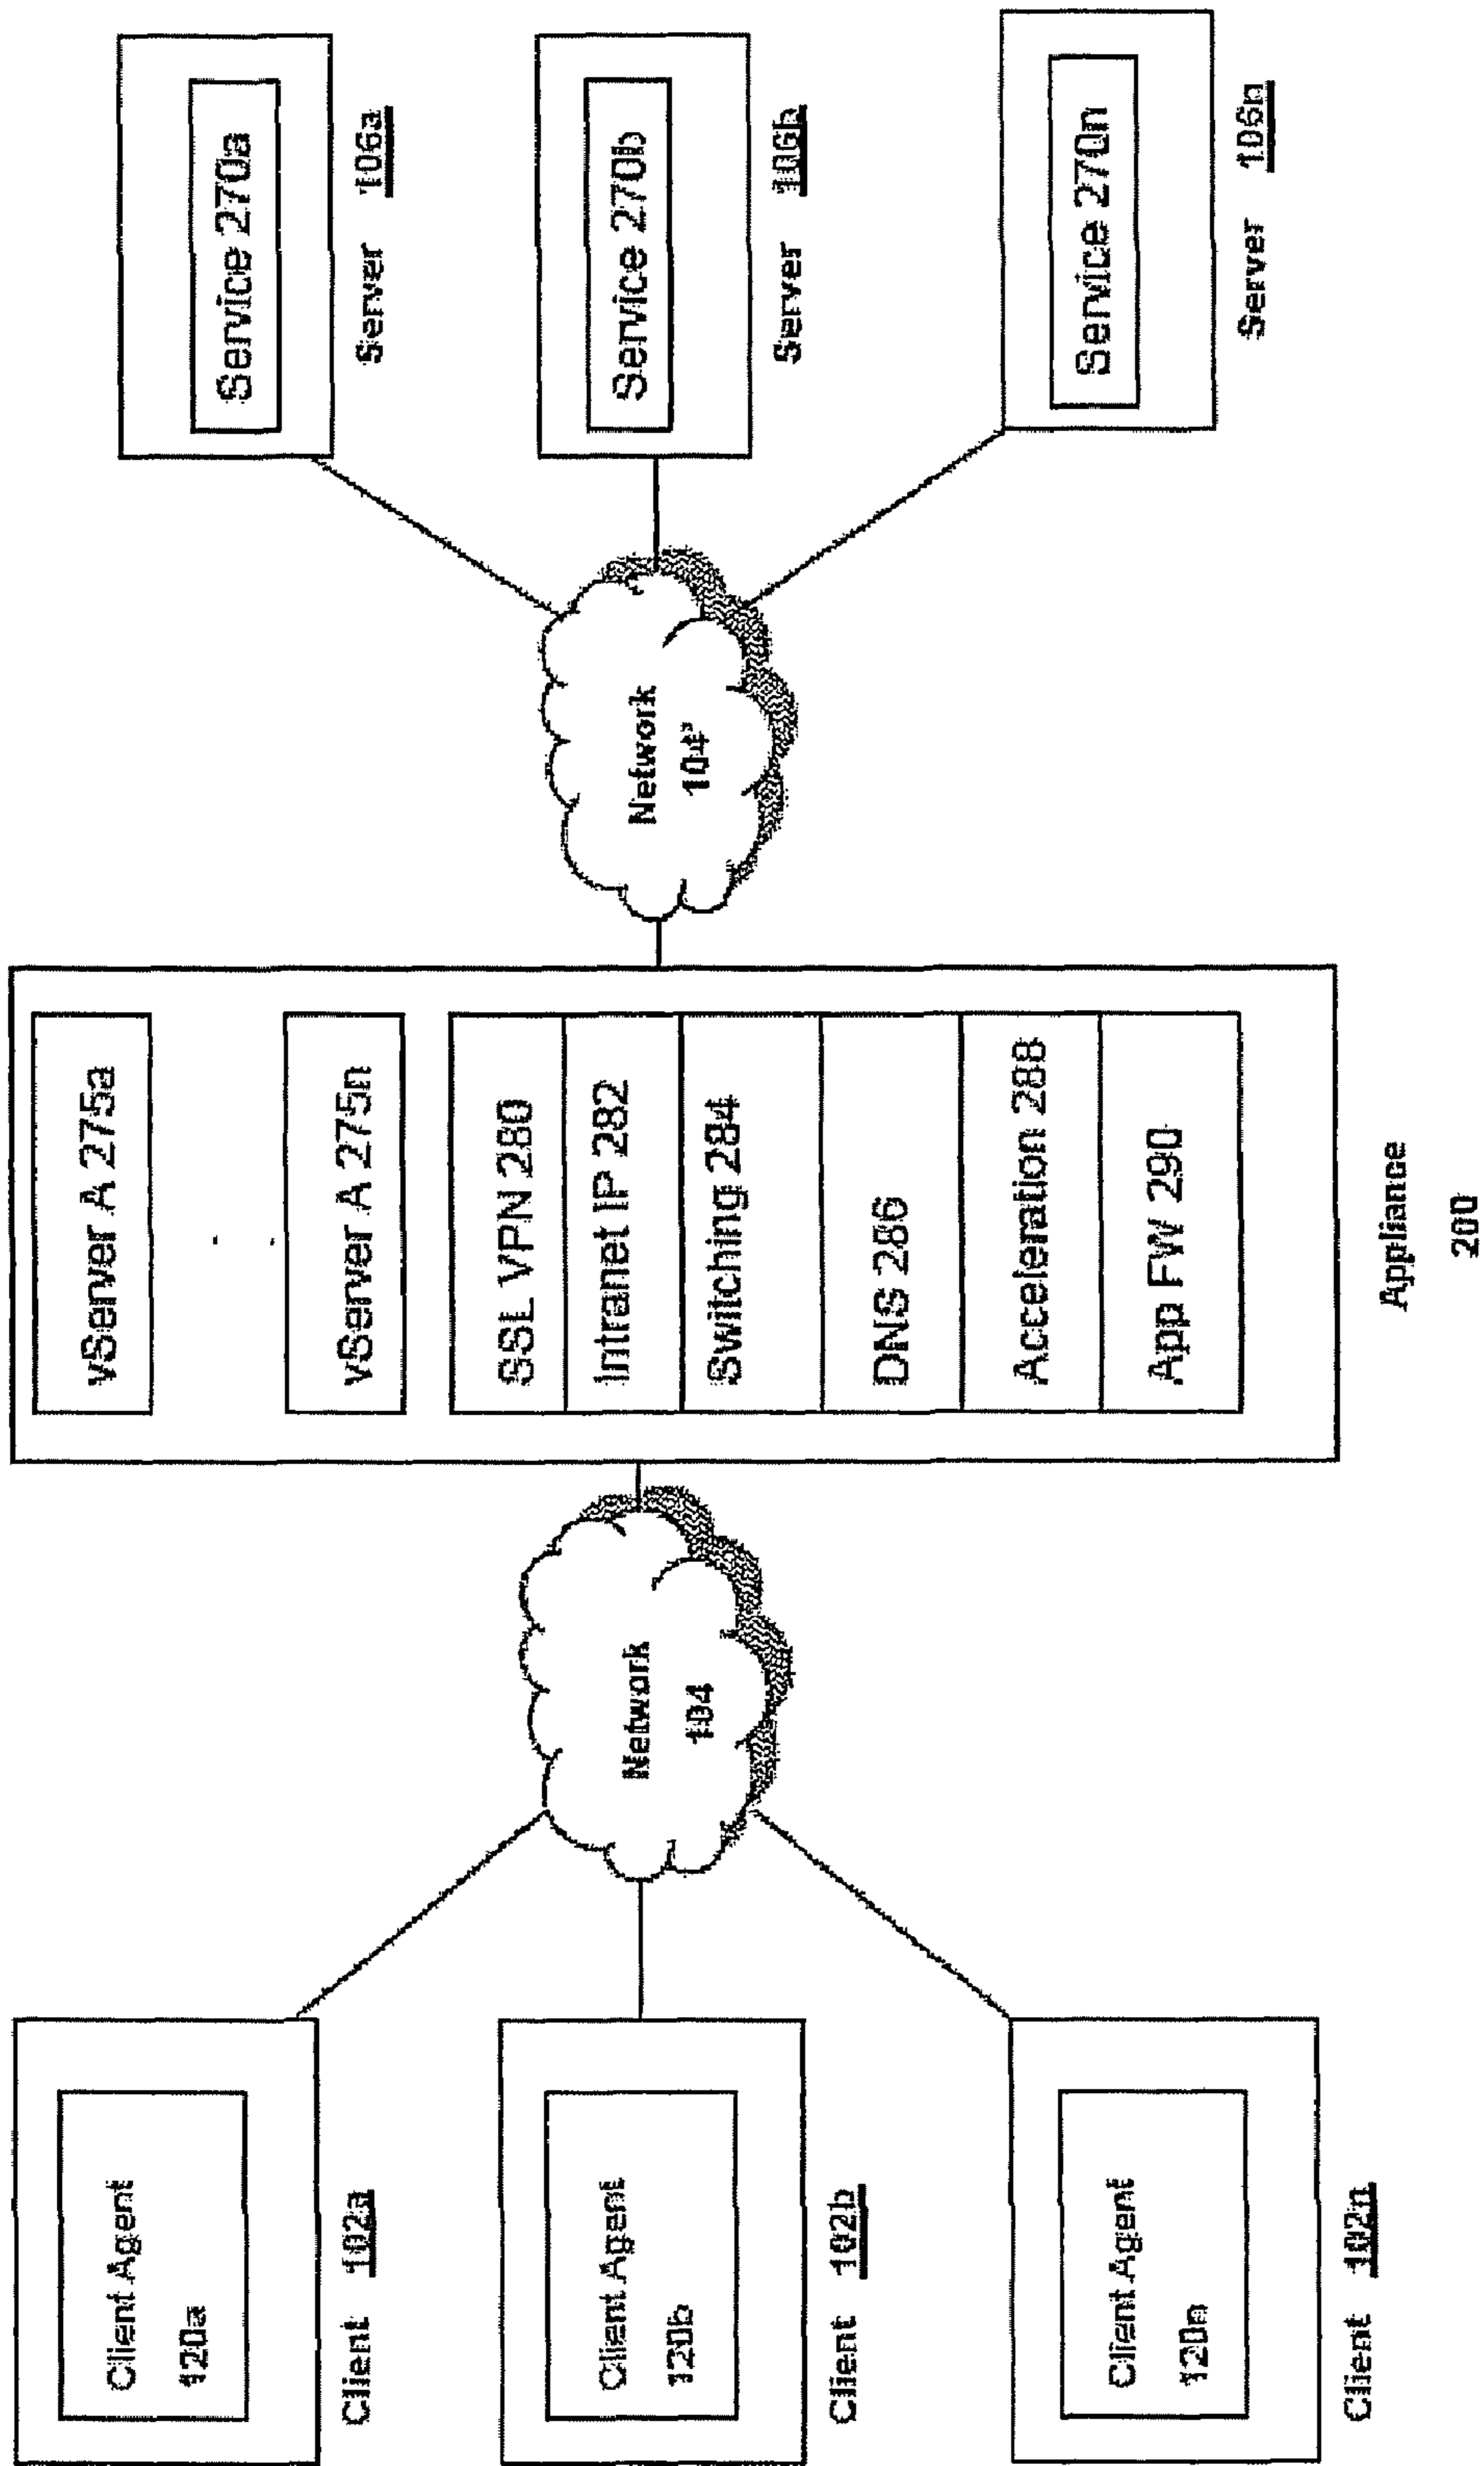 Client Agent
120a
Client 102a
Client Agent
120b
Client 102b
Client Agent
120n
Client 102n
Network
104
vServer A 275a
vServer A 275n
SSL VPN 280
Intranet IP 282
Switching 284
DNS 286
Acceleration 288
App FW 290
Appliance
200
Network
104'
Service 270a
Server 106a
Service 270b
Server 106b
Service 270n
Server 106n